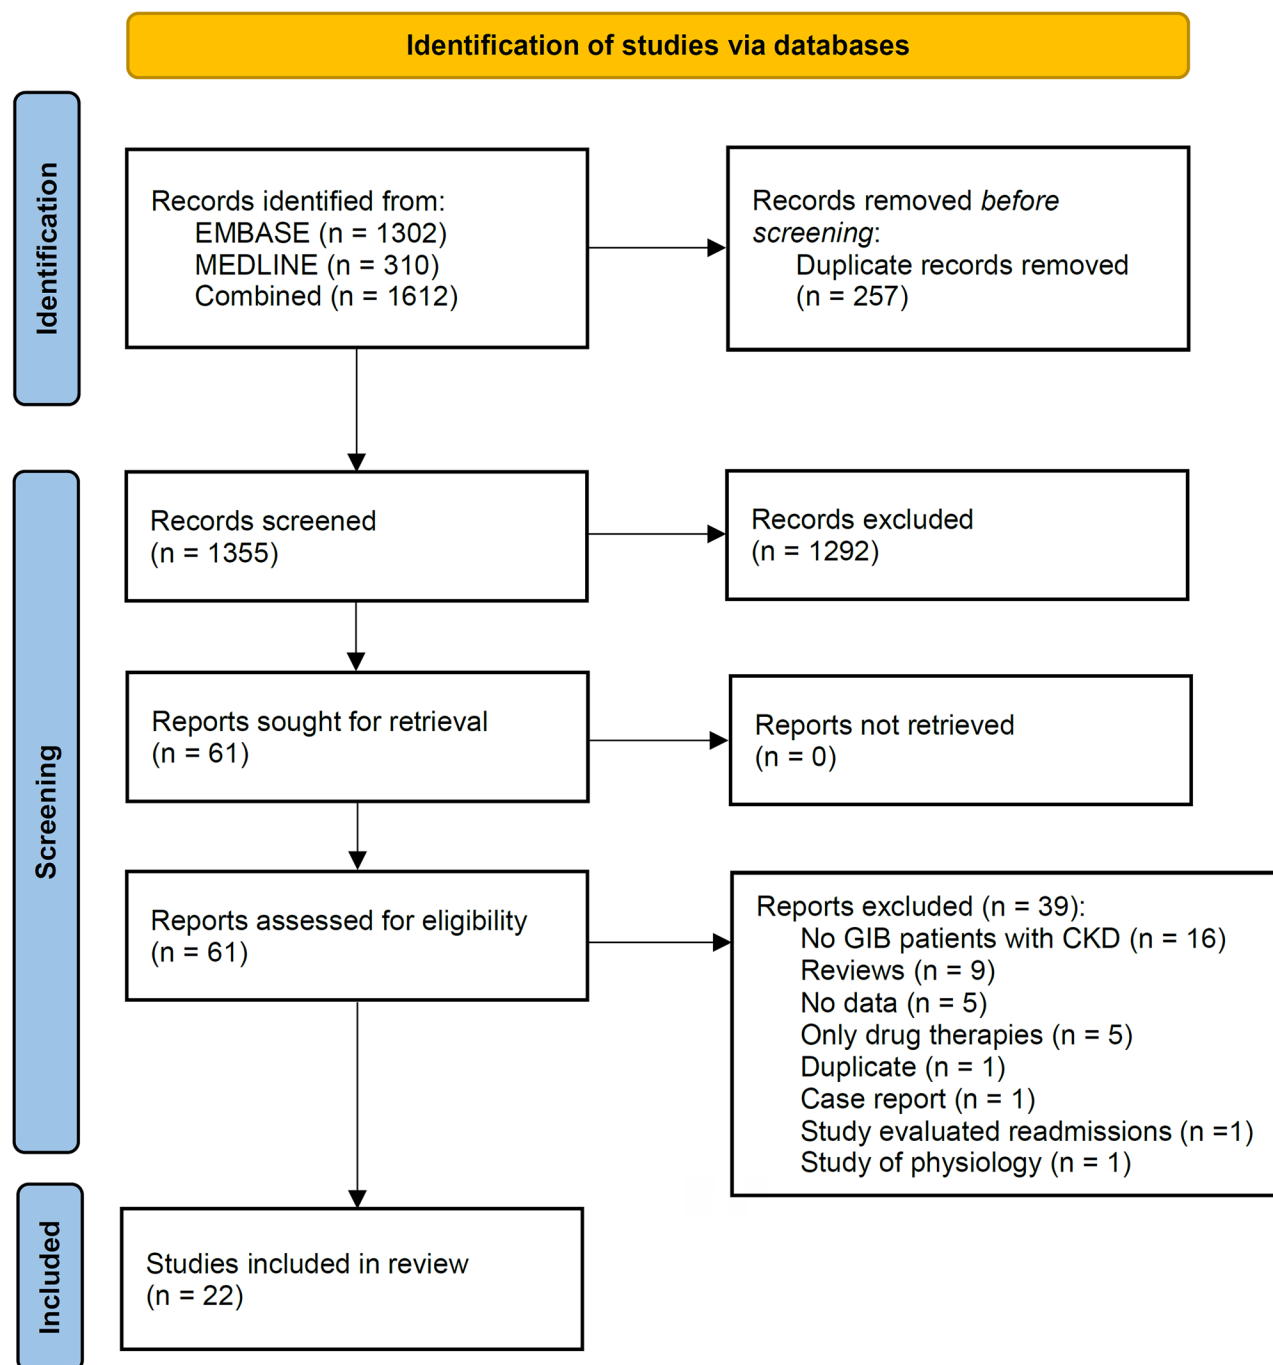 Identification of studies via databases
Identification
Records identified from:
EMBASE (n = 1302)
MEDLINE (n = 310)
Combined (n = 1612)
Records removed before
screening:
Duplicate records removed
(n = 257)
Screening
Records screened
(n = 1355)
Records excluded
(n = 1292)
Reports sought for retrieval
(n = 61)
Reports not retrieved
(n = 0)
Reports assessed for eligibility
(n = 61)
Reports excluded (n = 39):
No GIB patients with CKD (n = 16)
Reviews (n = 9)
No data (n = 5)
Only drug therapies (n = 5)
Duplicate (n = 1)
Case report (n = 1)
Study evaluated readmissions (n =1)
Study of physiology (n = 1)
Included
Studies included in review
(n = 22)